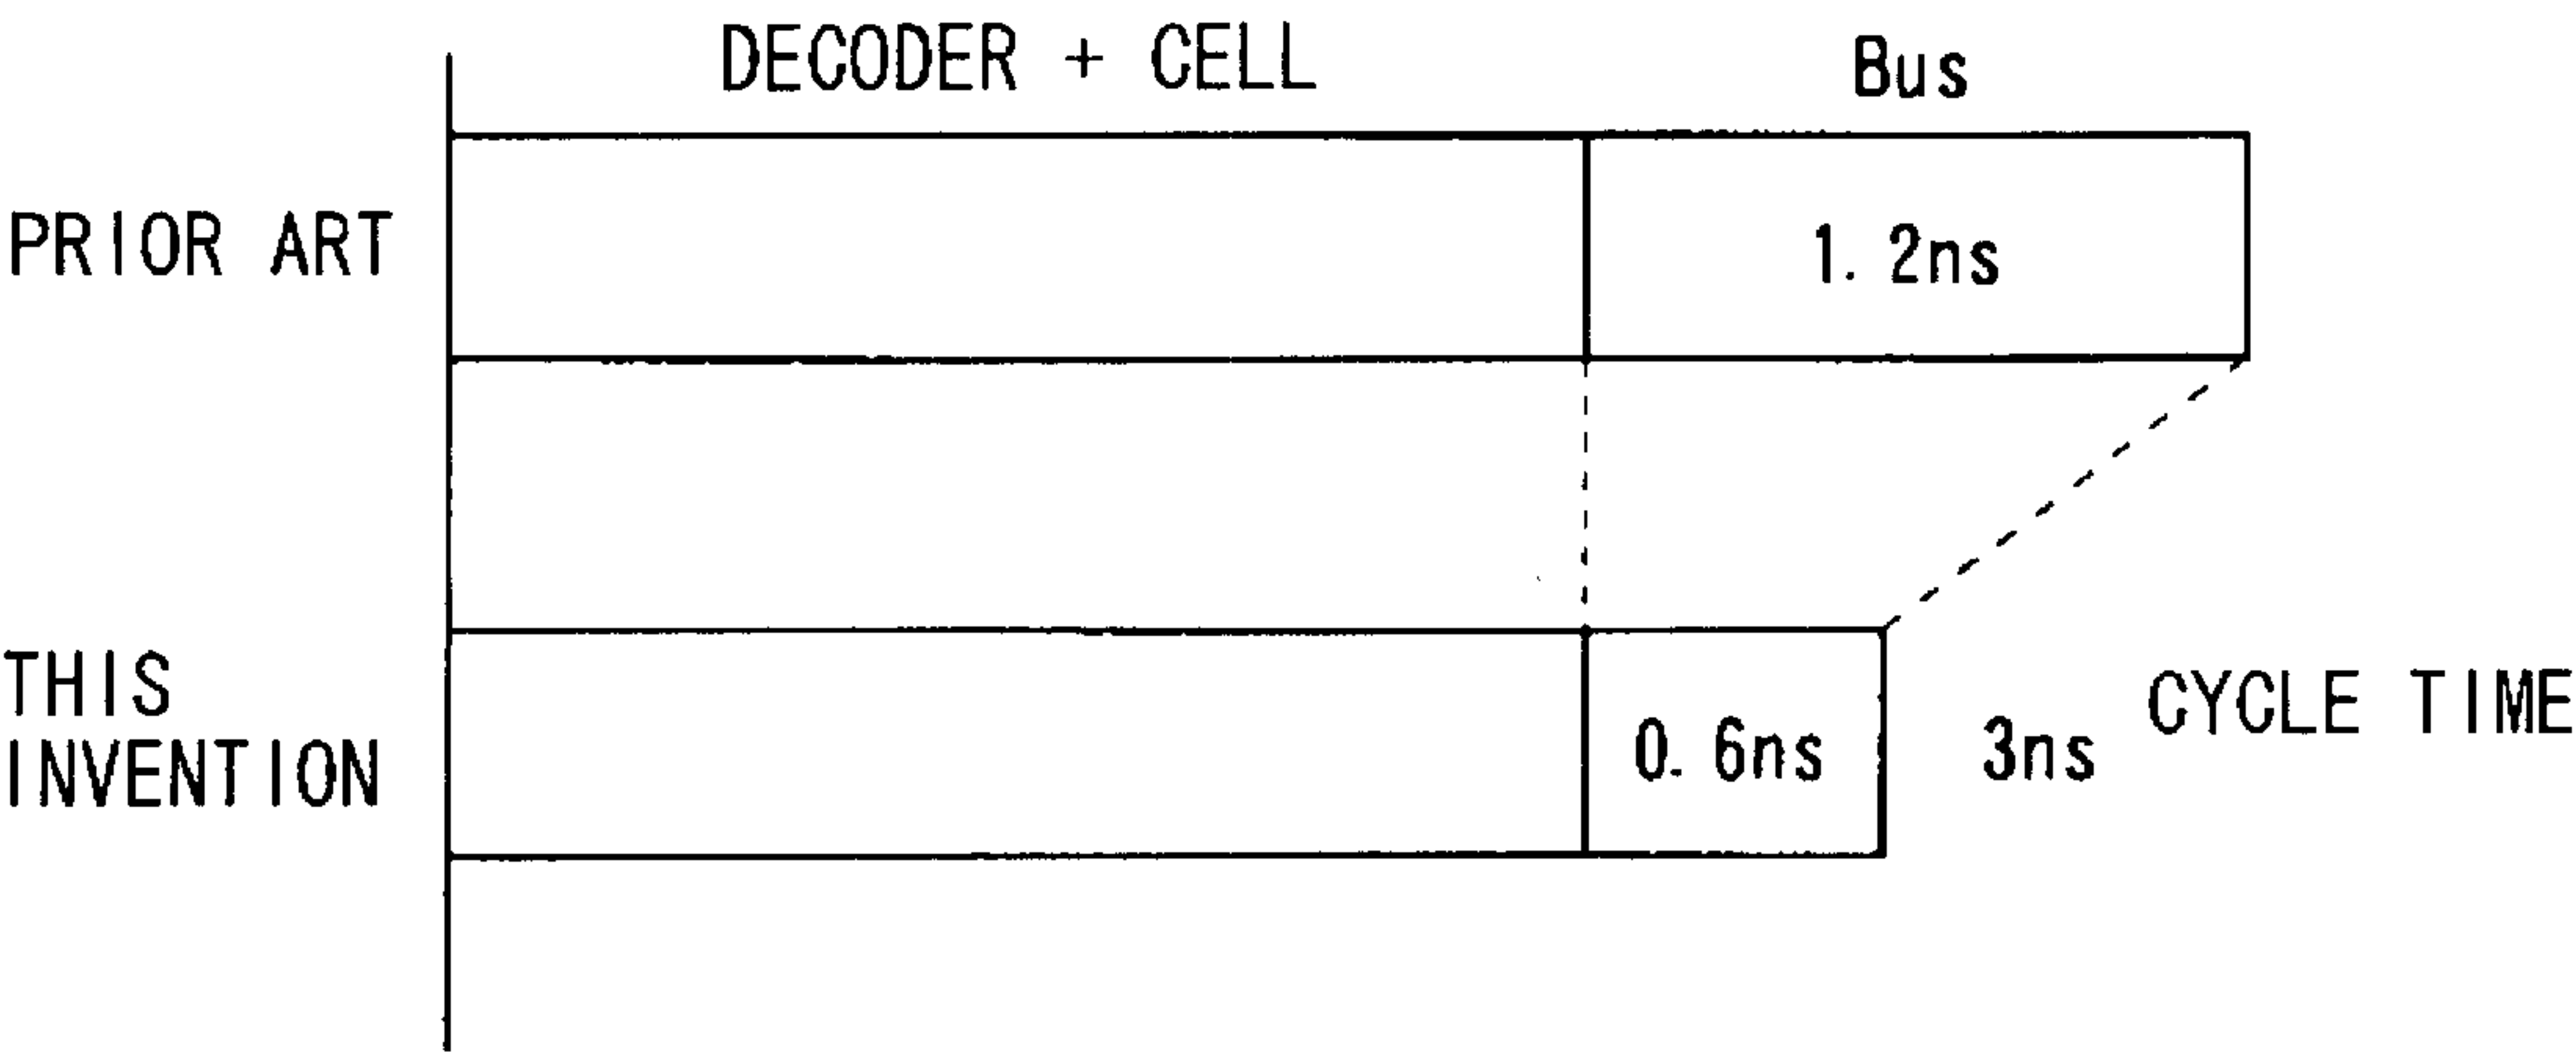 DECODER + CELL
Bus
PRIOR ART
1. 2ns
THIS
INVENTION
0. 6ns
3ns
CYCLE TIME